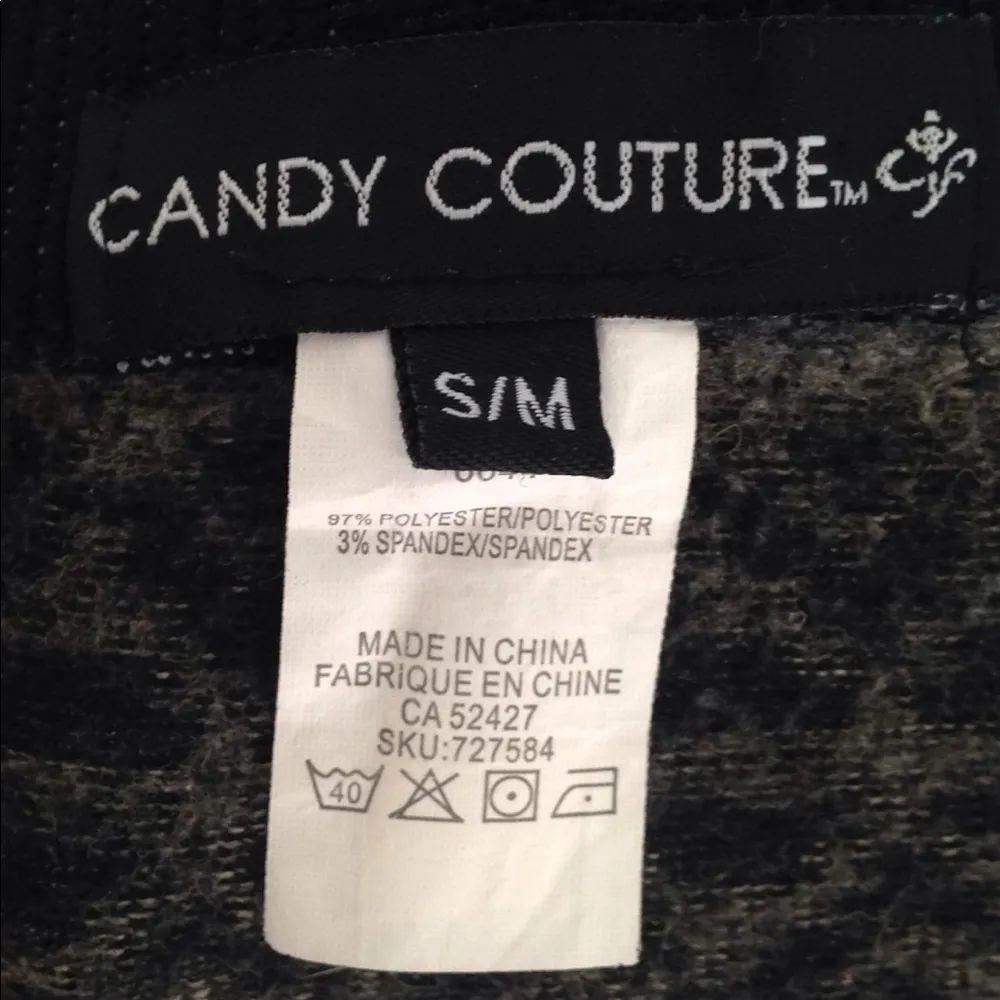 CANDY COUTURE™
S/M
97% POLYESTER/POLYESTER
3% SPANDEX/SPANDEX
MADE IN CHINA
FABRiQUE EN CHINE
CA 52427
SKU:727584
40